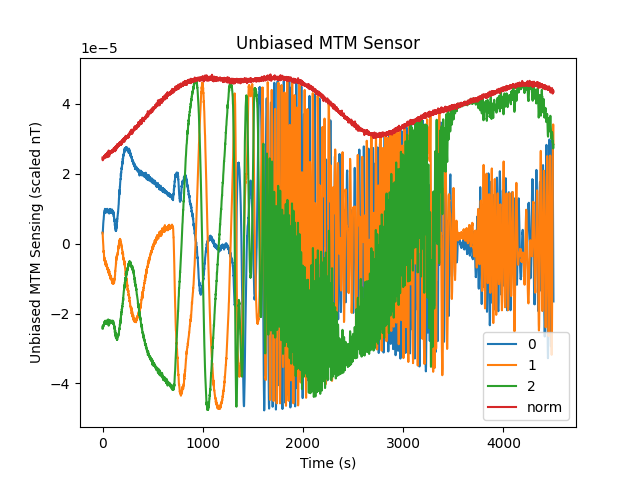 Unbiased MTM Sensor
1e−5
Unbiased MTM Sensing (scaled nT)
4
2
0
−2
−4
0 1000 2000 3000 4000
Time (s)
0
1
2
norm